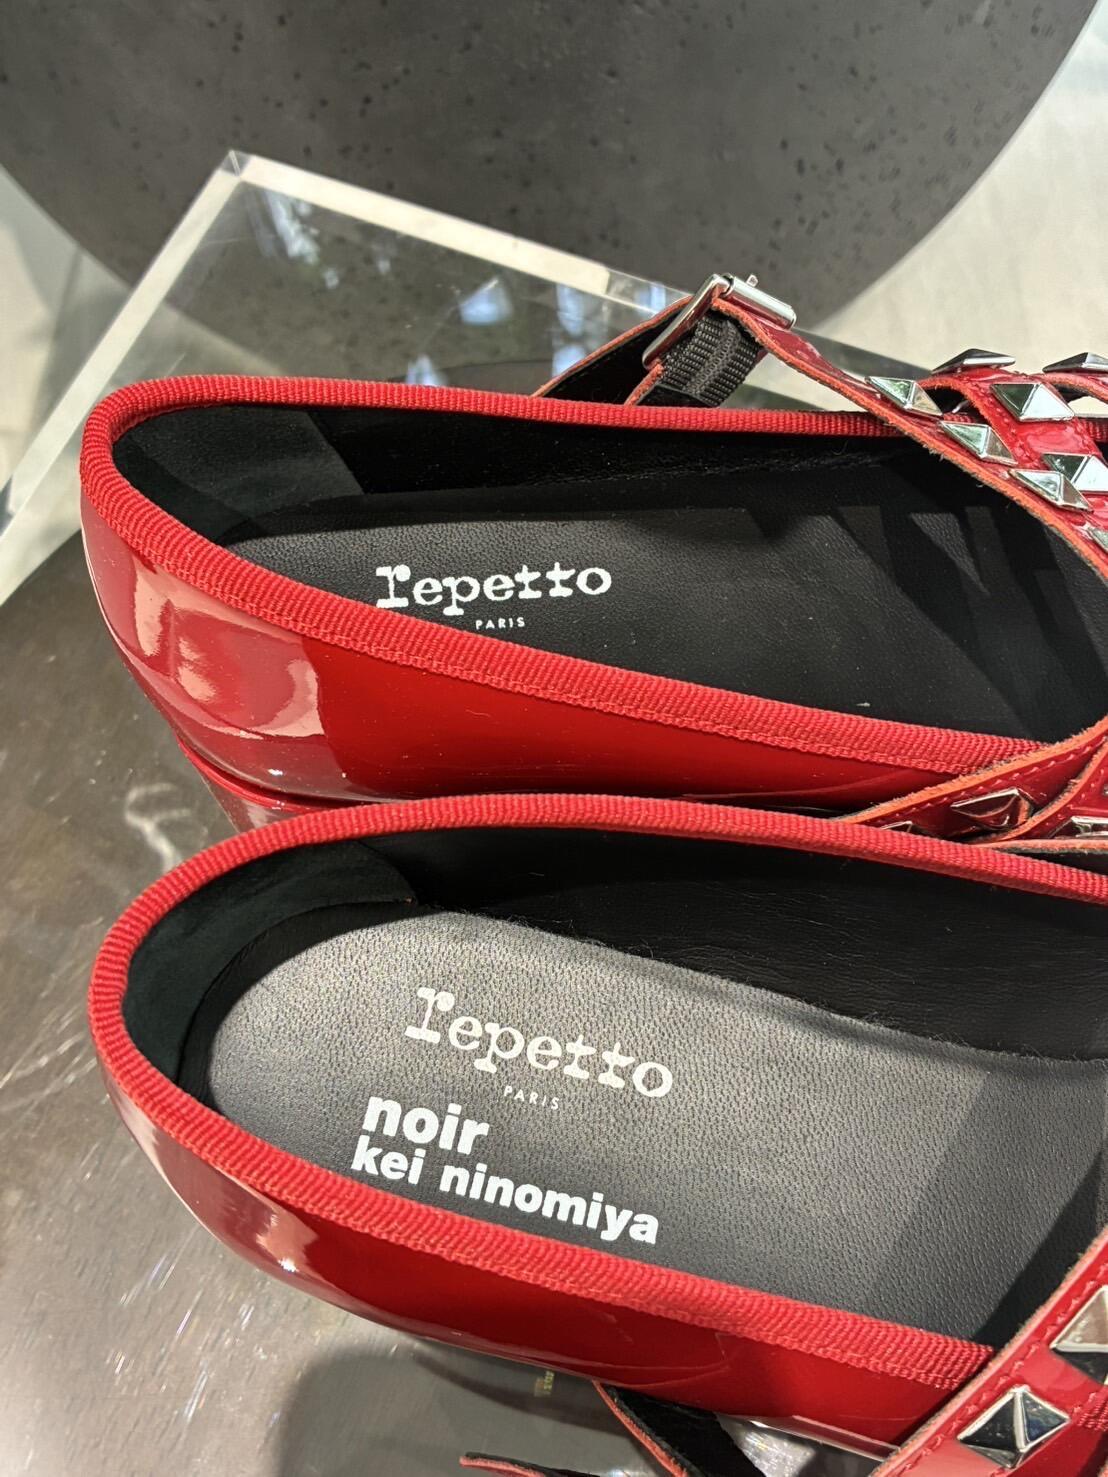 repetto
PARIS
repetto
PARIS
noir
kei ninomiya